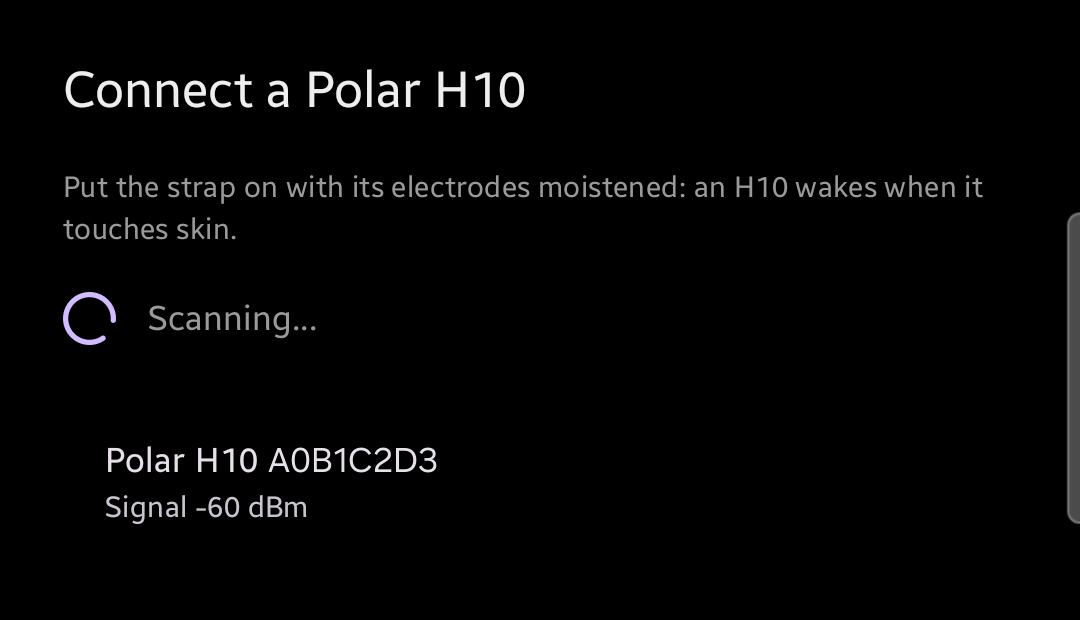 Connect a Polar H10
Put the strap on with its electrodes moistened: an H10 wakes when it
touches skin.
Scanning...
Polar H10 A0B1C2D3
Signal -60 dBm